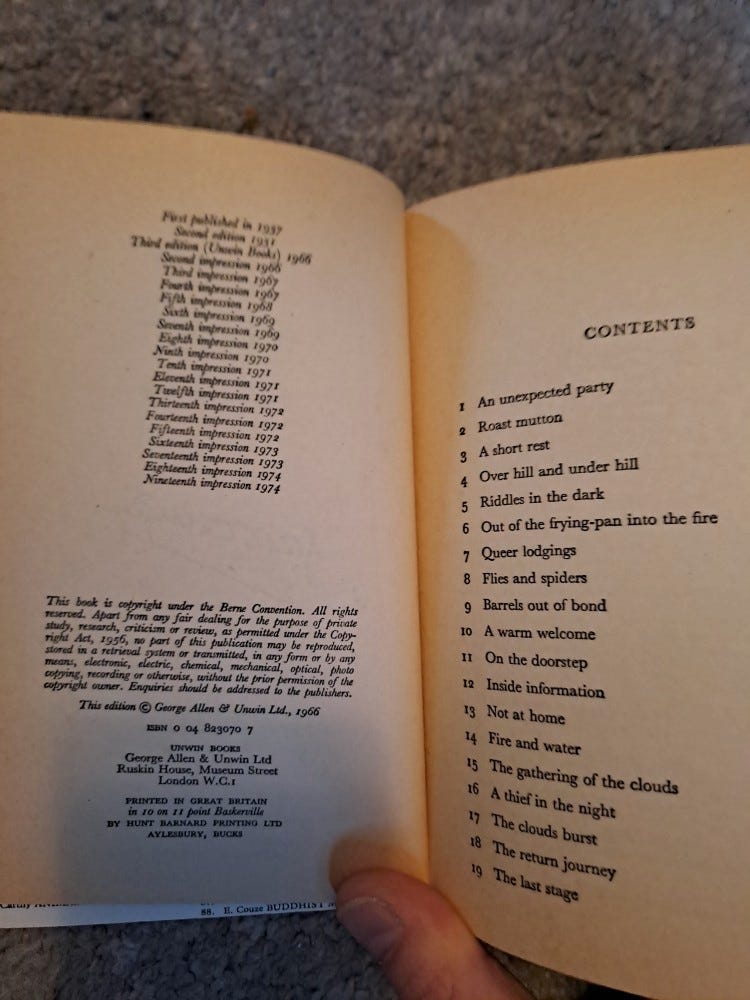 First published in 1937
Second edition 1951
Third edition (Unwin Books) 1966
Second impression 1966
Third impression 1967
Fourth impression 1967
Fifth impression 1968
Sixth impression 1969
Seventh impression 1969
Eighth impression 1970
Ninth impression 1970
Tenth impression 1971
Eleventh impression 1971
Twelfth impression 1971
Thirteenth impression 1972
Fourteenth impression 1972
Fifteenth impression 1972
Sixteenth impression 1973
Seventeenth impression 1973
Eighteenth impression 1974
Nineteenth impression 1974
This book is copyright under the Berne Convention. All rights
reserved. Apart from any fair dealing for the purpose of private
study, research, criticism or review, as permitted under the Copy-
right Act, 1956, no part of this publication may be reproduced,
stored in a retrieval system or transmitted, in any form or by any
means, electronic, electric, chemical, mechanical, optical, photo
copying, recording or otherwise, without the prior permission of the
copyright owner. Enquiries should be addressed to the publishers.
This edition © George Allen & Unwin Ltd., 1966
ISBN 0 04 823070 7
UNWIN BOOKS
George Allen & Unwin Ltd
Ruskin House, Museum Street
London W.C.1
PRINTED IN GREAT BRITAIN
in 10 on 11 point Baskerville
BY HUNT BARNARD PRINTING LTD
AYLESBURY, BUCKS
88. E. Conze BUDDHIST
CONTENTS
1 An unexpected party
2 Roast mutton
3 A short rest
4 Over hill and under hill
5 Riddles in the dark
6 Out of the frying-pan into the fire
7 Queer lodgings
8 Flies and spiders
9 Barrels out of bond
10 A warm welcome
11 On the doorstep
12 Inside information
13 Not at home
14 Fire and water
15 The gathering of the clouds
16 A thief in the night
17 The clouds burst
18 The return journey
19 The last stage